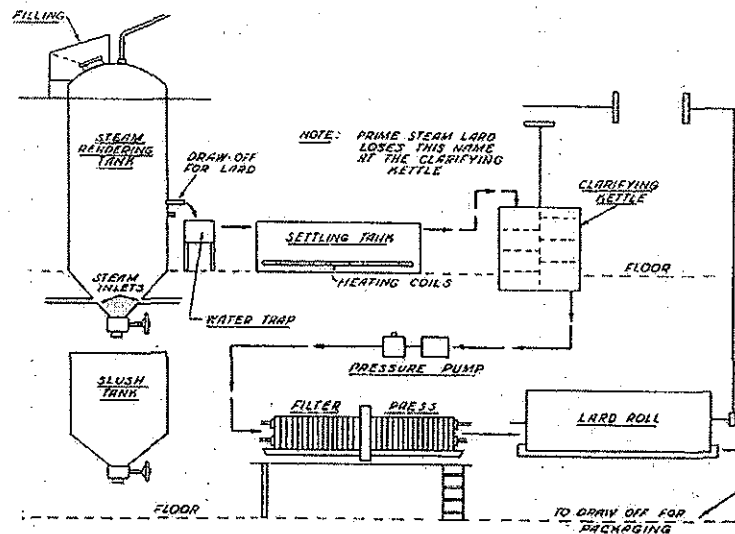 FILLING
STEAM
RENDERING
TANK
DRAW-OFF
FOR LARD
NOTE: PRIME STEAM LARD
LOSES THIS NAME
AT THE CLARIFYING
KETTLE
CLARIFYING
KETTLE
SETTLING TANK
STEAM
INLETS
HEATING COILS
FLOOR
WATER TRAP
PRESSURE PUMP
SLUSH
TANK
FILTER PRESS
LARD ROLL
FLOOR
TO DRAW OFF FOR
PACKAGING